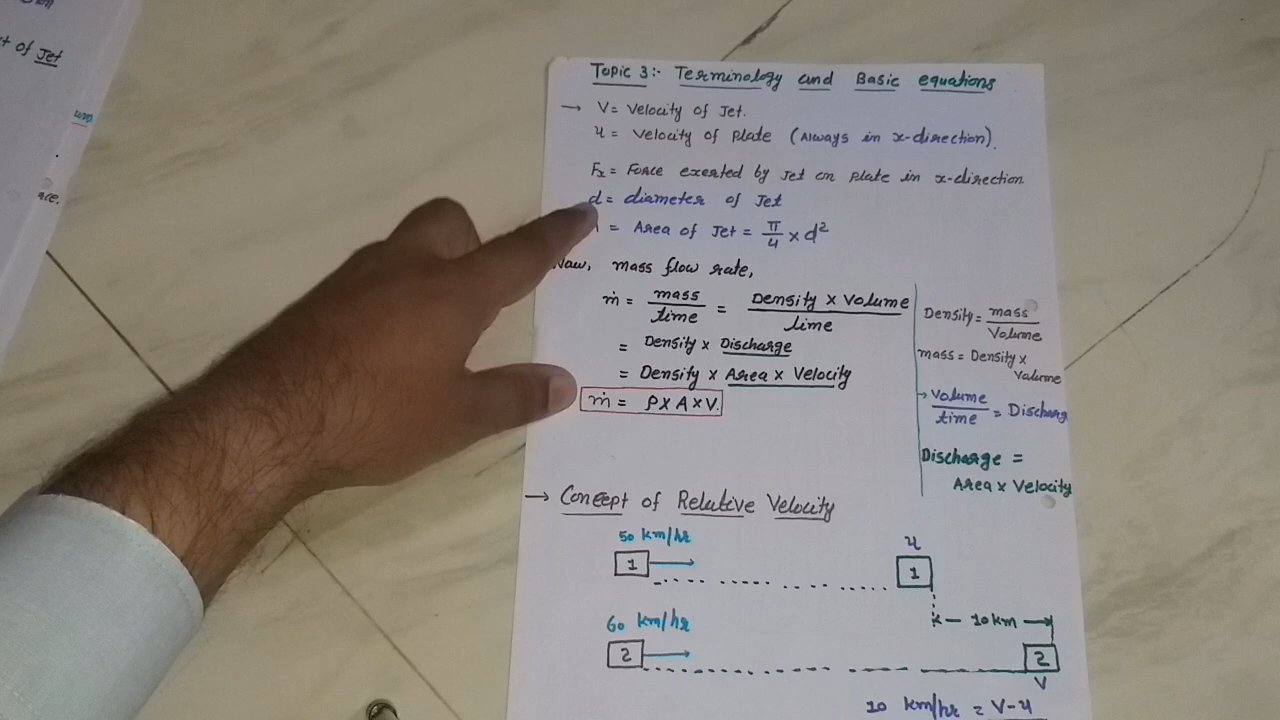 t of Jet
Topic 3:- Terminology and Basic equations
→ V = Velocity of Jet.
u = Velocity of plate (Always in x-direction).
Fx = Force exerted by Jet on plate in x-direction
d = diameter of Jet
= Area of Jet = π/4 × d²
Now, mass flow rate,
ṁ = mass/time = Density × Volume/time
= Density × Discharge
= Density × Area × Velocity
ṁ = ρ × A × V.
Density = mass/Volume
mass = Density ×
Volume
→ Volume/time = Discharg
Discharge =
Area × Velocity
→ Concept of Relative Velocity
50 km/hr
1
u
1
60 km/hr
2
10 km
2
V
10 km/hr = V-u